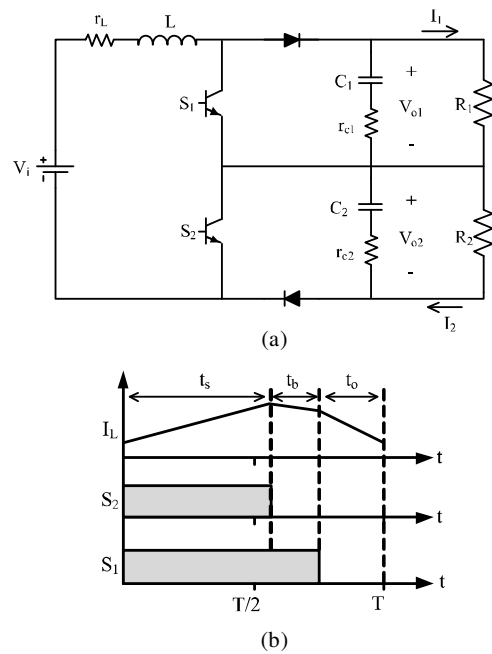 r_L L I_1
C_1 + R_1
S_1 V_o1
r_c1 -
V_i + -
C_2 + R_2
S_2 V_o2
r_c2 -
I_2
(a)
t_s t_b t_o
I_L t
S_2 t
S_1 t
T/2 T
(b)